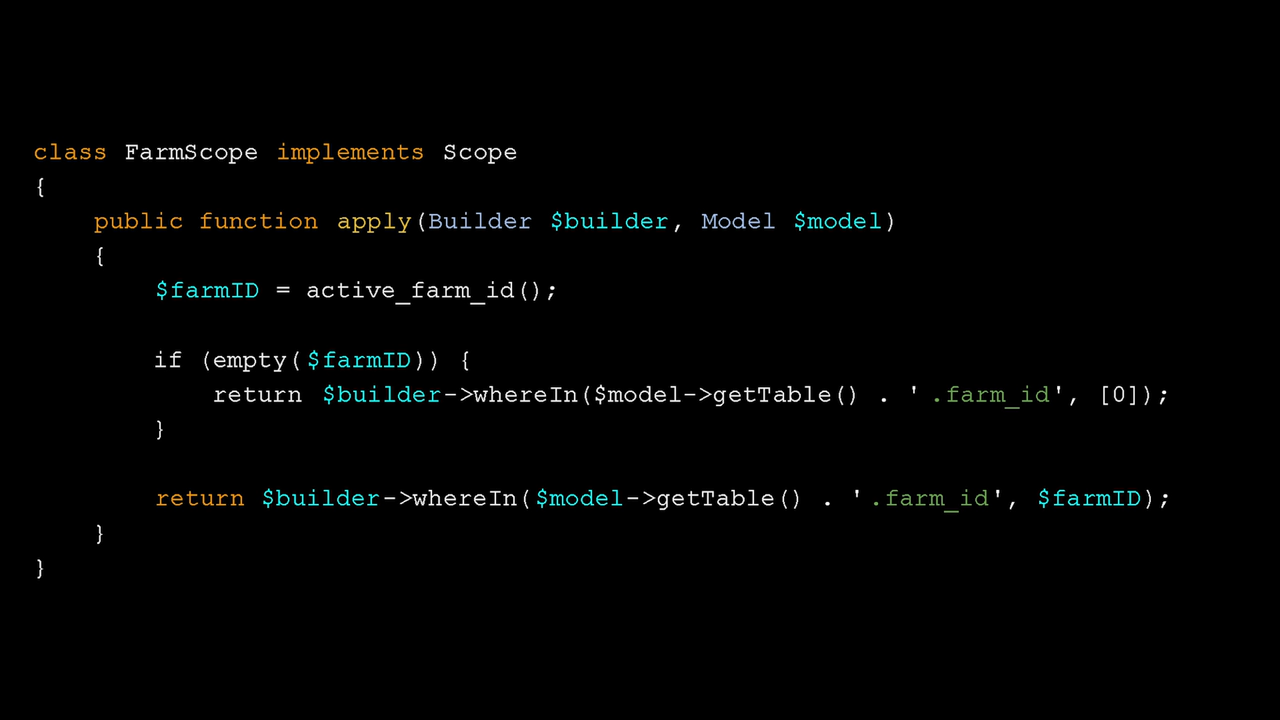 class FarmScope implements Scope
{
    public function apply(Builder $builder, Model $model)
    {
        $farmID = active_farm_id();

        if (empty($farmID)) {
            return $builder->whereIn($model->getTable() . ' .farm_id', [0]);
        }

        return $builder->whereIn($model->getTable() . '.farm_id', $farmID);
    }
}